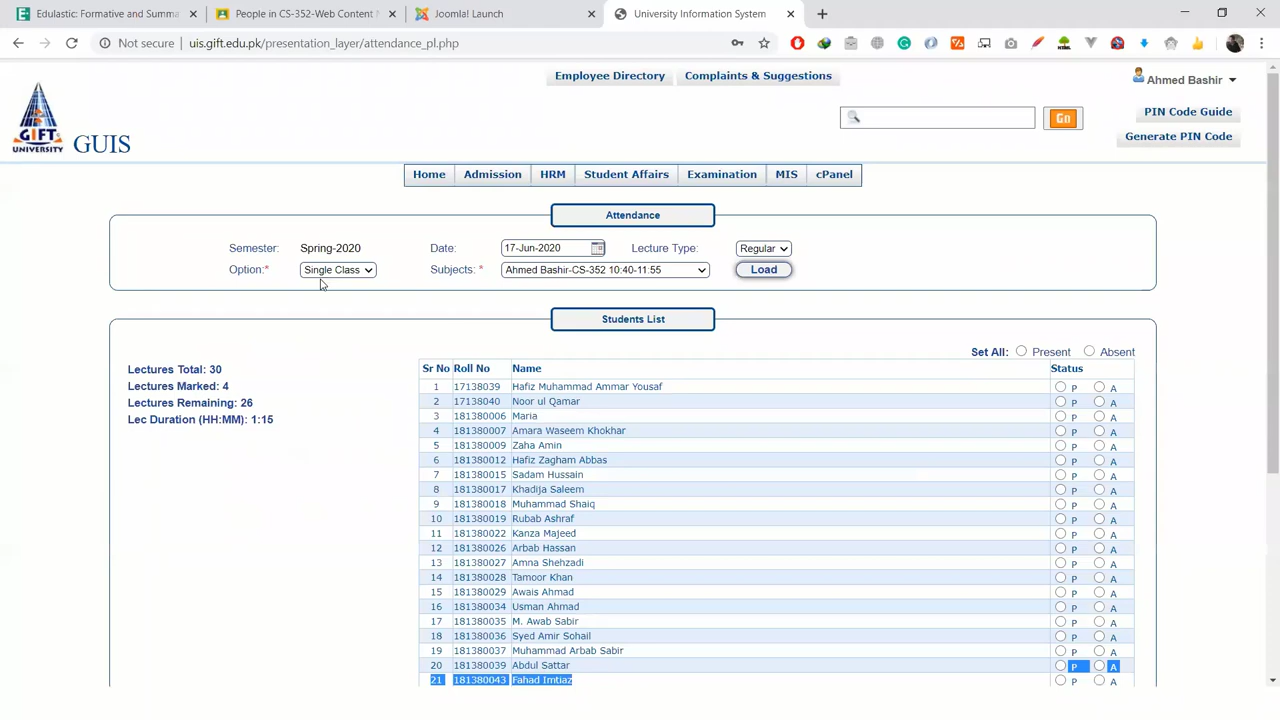 Edulastic: Formative and Summa
People in CS-352-Web Content M
Joomla! Launch
University Information System
Not secure
uis.gift.edu.pk/presentation_layer/attendance_pl.php
Employee Directory
Complaints & Suggestions
Ahmed Bashir
GIFT
UNIVERSITY
GUIS
Go
PIN Code Guide
Generate PIN Code
Home
Admission
HRM
Student Affairs
Examination
MIS
cPanel
Attendance
Semester: Spring-2020 Date: 17-Jun-2020 Lecture Type: Regular
Option:* Single Class Subjects: * Ahmed Bashir-CS-352 10:40-11:55 Load
Students List
Lectures Total: 30
Lectures Marked: 4
Lectures Remaining: 26
Lec Duration (HH:MM): 1:15
Set All: Present Absent
Sr No Roll No Name Status
1 17138039 Hafiz Muhammad Ammar Yousaf P A
2 17138040 Noor ul Qamar P A
3 181380006 Maria P A
4 181380007 Amara Waseem Khokhar P A
5 181380009 Zaha Amin P A
6 181380012 Hafiz Zagham Abbas P A
7 181380015 Sadam Hussain P A
8 181380017 Khadija Saleem P A
9 181380018 Muhammad Shaiq P A
10 181380019 Rubab Ashraf P A
11 181380022 Kanza Majeed P A
12 181380026 Arbab Hassan P A
13 181380027 Amna Shehzadi P A
14 181380028 Tamoor Khan P A
15 181380029 Awais Ahmad P A
16 181380034 Usman Ahmad P A
17 181380035 M. Awab Sabir P A
18 181380036 Syed Amir Sohail P A
19 181380037 Muhammad Arbab Sabir P A
20 181380039 Abdul Sattar P A
21 181380043 Fahad Imtiaz P A